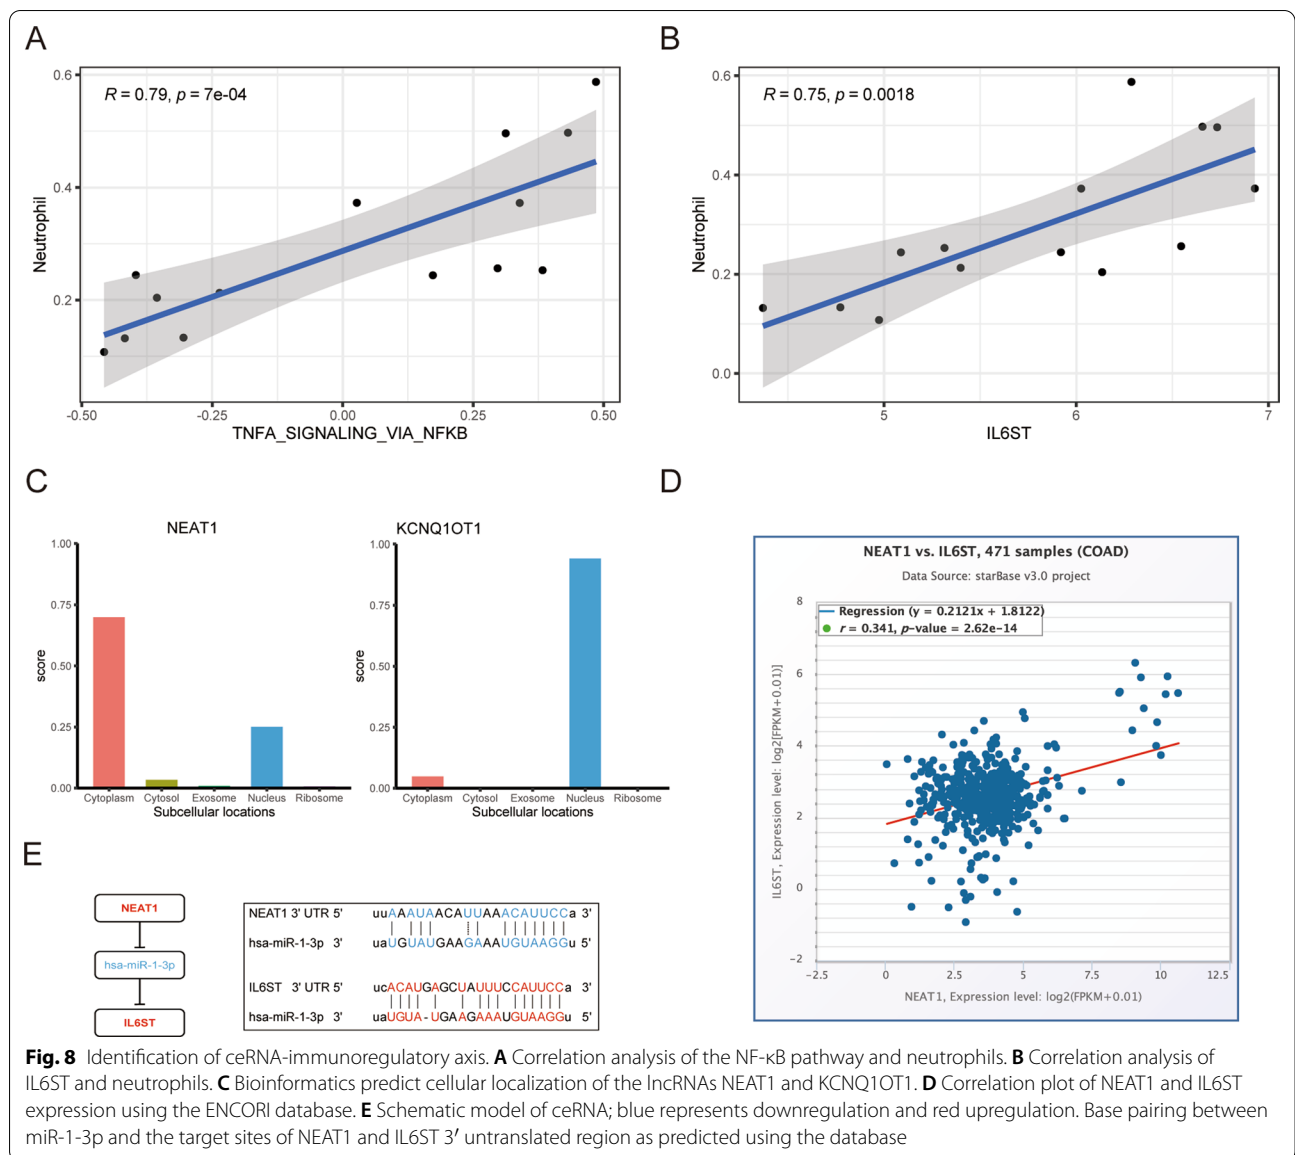 A
0.6
0.4
0.2
Neutrophil
R = 0.79, p = 7e-04
-0.50 -0.25 0.00 0.25 0.50
TNFA_SIGNALING_VIA_NFKB
B
0.6
0.4
0.2
0.0
Neutrophil
R = 0.75, p = 0.0018
5 6 7
IL6ST
C
NEAT1
1.00
0.75
0.50
0.25
0.00
score
Cytoplasm Cytosol Exosome Nucleus Ribosome
Subcellular locations
KCNQ1OT1
1.00
0.75
0.50
0.25
0.00
score
Cytoplasm Cytosol Exosome Nucleus Ribosome
Subcellular locations
D
NEAT1 vs. IL6ST, 471 samples (COAD)
Data Source: starBase v3.0 project
Regression (y = 0.2121x + 1.8122)
r = 0.341, p-value = 2.62e-14
8
6
4
2
0
-2
IL6ST, Expression level: log2[FPKM+0.01)]
-2.5 0 2.5 5 7.5 10 12.5
NEAT1, Expression level: log2(FPKM+0.01)
E
NEAT1
hsa-miR-1-3p
IL6ST
NEAT1 3' UTR 5' uuAAAUAACAUUAAACAUUCCa 3'
hsa-miR-1-3p 3' uaUGUAUGAAGAAAUGUAAGGu 5'
IL6ST 3' UTR 5' ucACAUGAGCUAUUUCCAUUCCa 3'
hsa-miR-1-3p 3' uaUGUA-UGAAGAAAUGUAAGGu 5'
Fig. 8 Identification of ceRNA-immunoregulatory axis. A Correlation analysis of the NF-κB pathway and neutrophils. B Correlation analysis of
IL6ST and neutrophils. C Bioinformatics predict cellular localization of the lncRNAs NEAT1 and KCNQ1OT1. D Correlation plot of NEAT1 and IL6ST
expression using the ENCORI database. E Schematic model of ceRNA; blue represents downregulation and red upregulation. Base pairing between
miR-1-3p and the target sites of NEAT1 and IL6ST 3′ untranslated region as predicted using the database